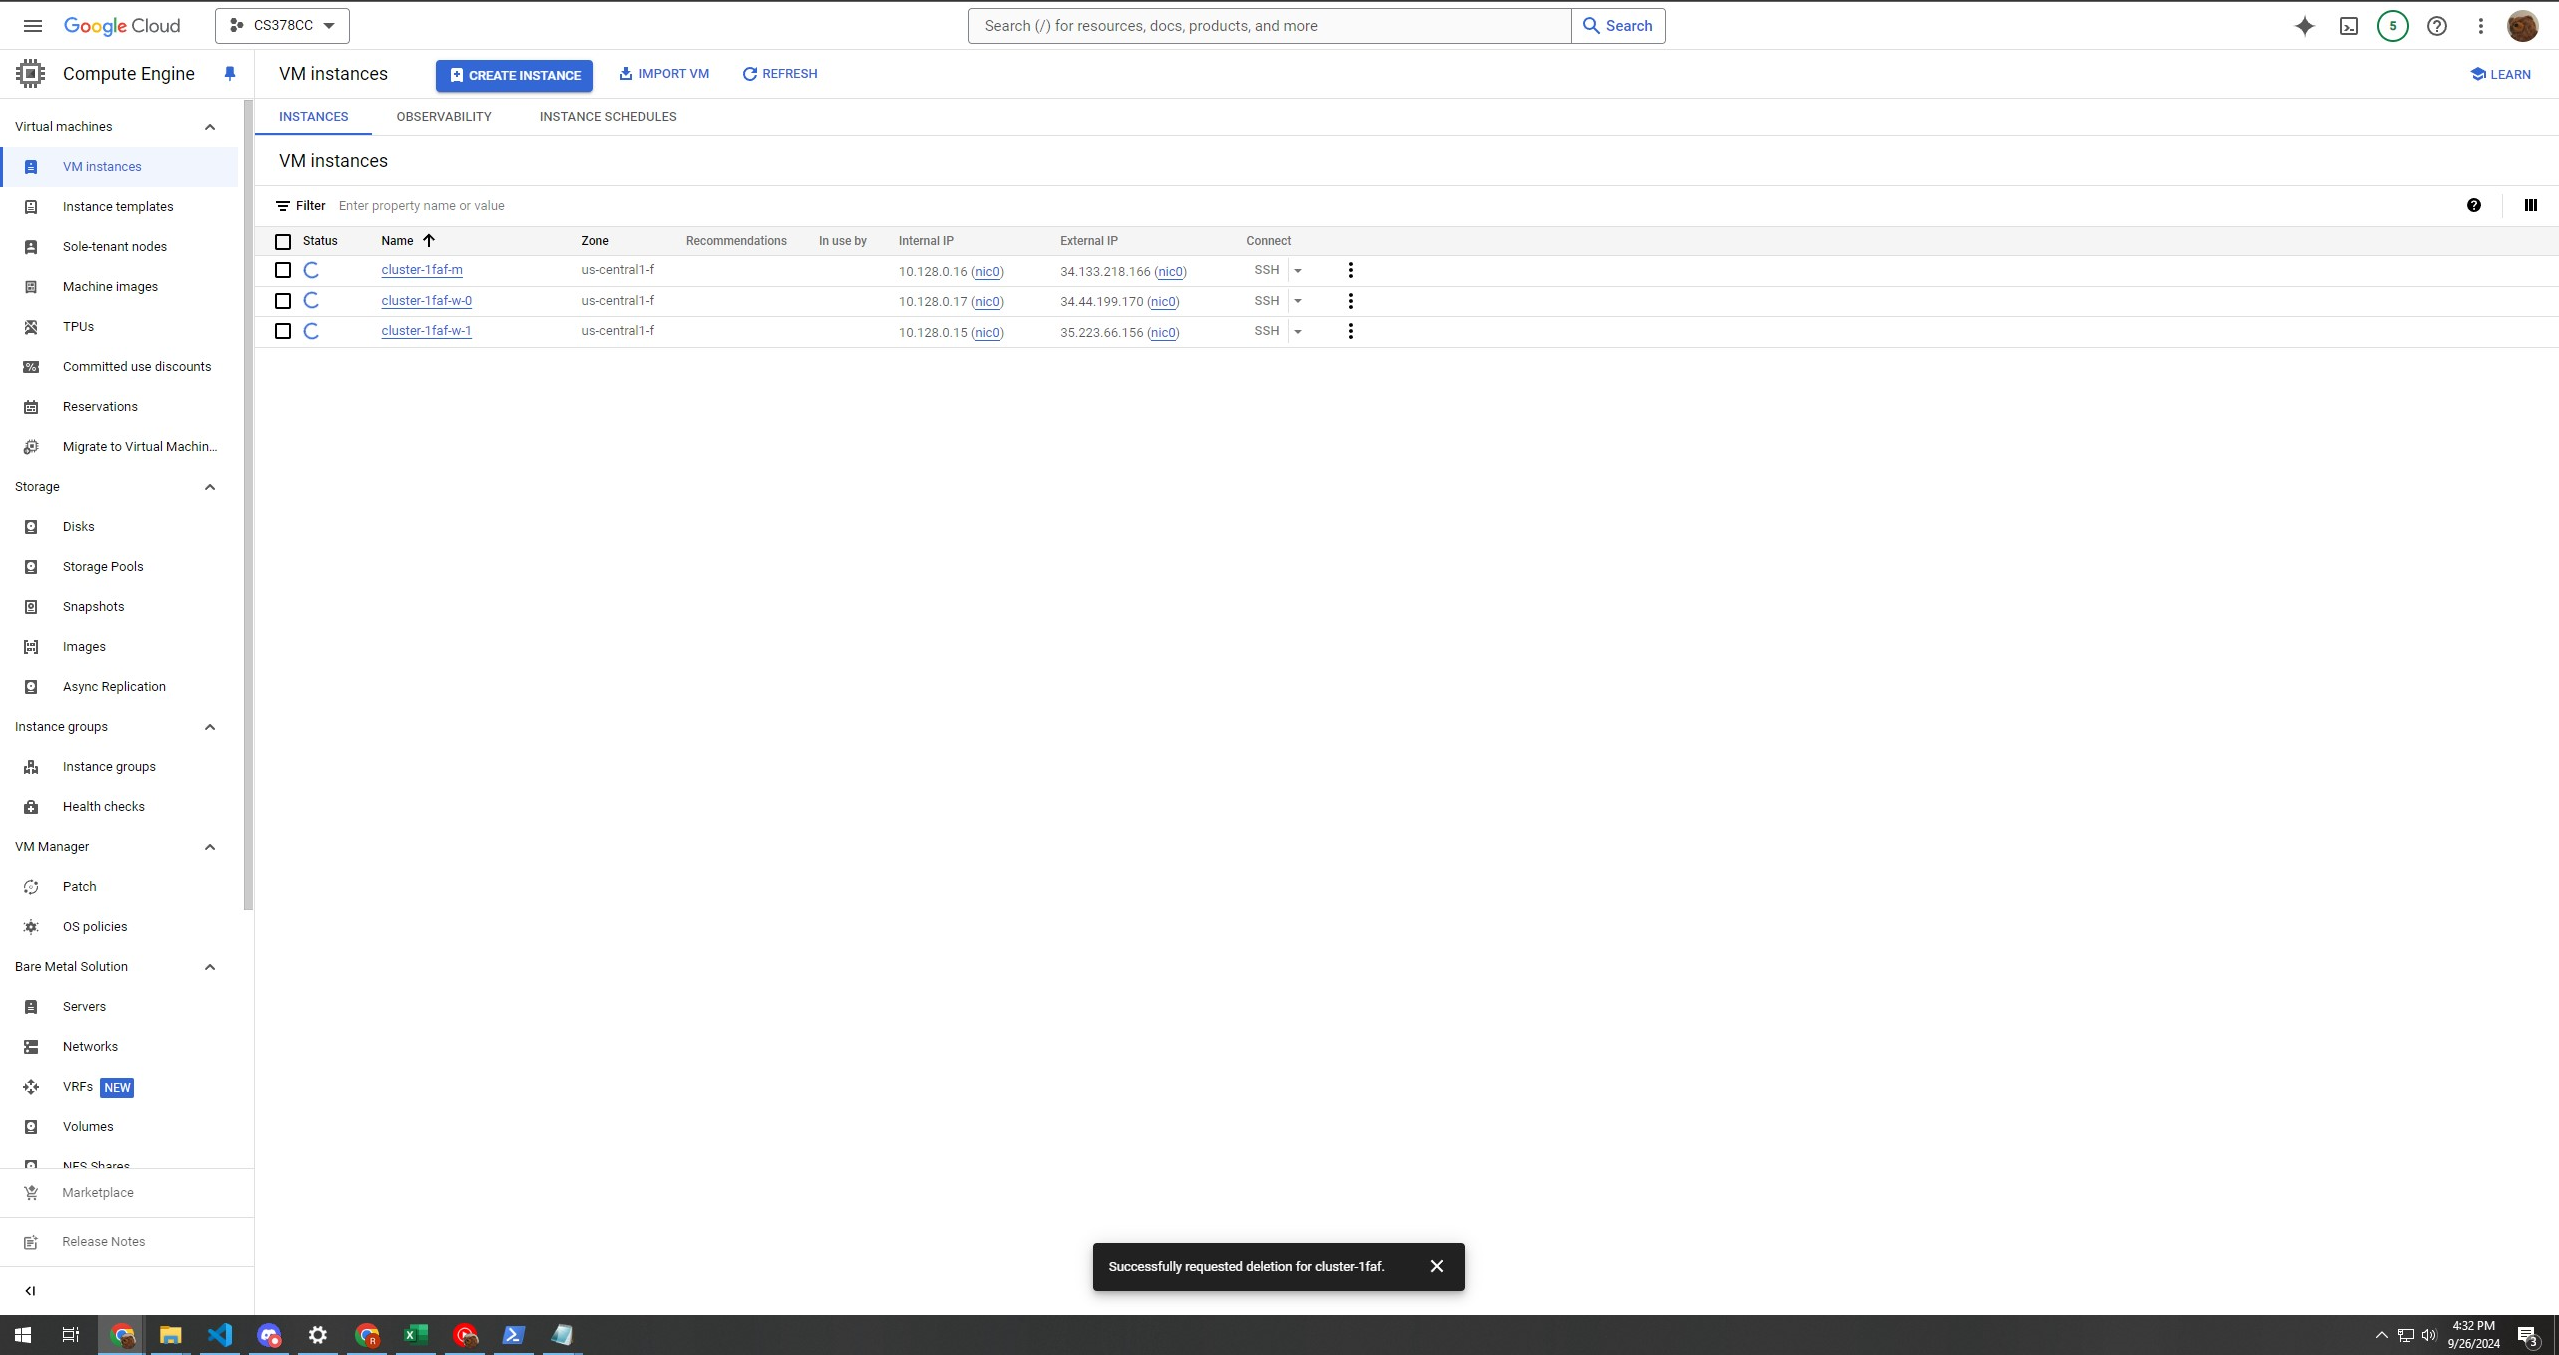 Google Cloud
CS378CC
Search (/) for resources, docs, products, and more
Search
5
Compute Engine
VM instances
CREATE INSTANCE
IMPORT VM
REFRESH
LEARN
INSTANCES
OBSERVABILITY
INSTANCE SCHEDULES
Virtual machines
VM instances
Instance templates
Sole-tenant nodes
Machine images
TPUs
Committed use discounts
Reservations
Migrate to Virtual Machin...
Storage
Disks
Storage Pools
Snapshots
Images
Async Replication
Instance groups
Instance groups
Health checks
VM Manager
Patch
OS policies
Bare Metal Solution
Servers
Networks
VRFs NEW
Volumes
NFS Shares
Marketplace
Release Notes
VM instances
Filter Enter property name or value
Status Name Zone Recommendations In use by Internal IP External IP Connect
cluster-1faf-m us-central1-f 10.128.0.16 (nic0) 34.133.218.166 (nic0) SSH
cluster-1faf-w-0 us-central1-f 10.128.0.17 (nic0) 34.44.199.170 (nic0) SSH
cluster-1faf-w-1 us-central1-f 10.128.0.15 (nic0) 35.223.66.156 (nic0) SSH
Successfully requested deletion for cluster-1faf.
4:32 PM
9/26/2024
3